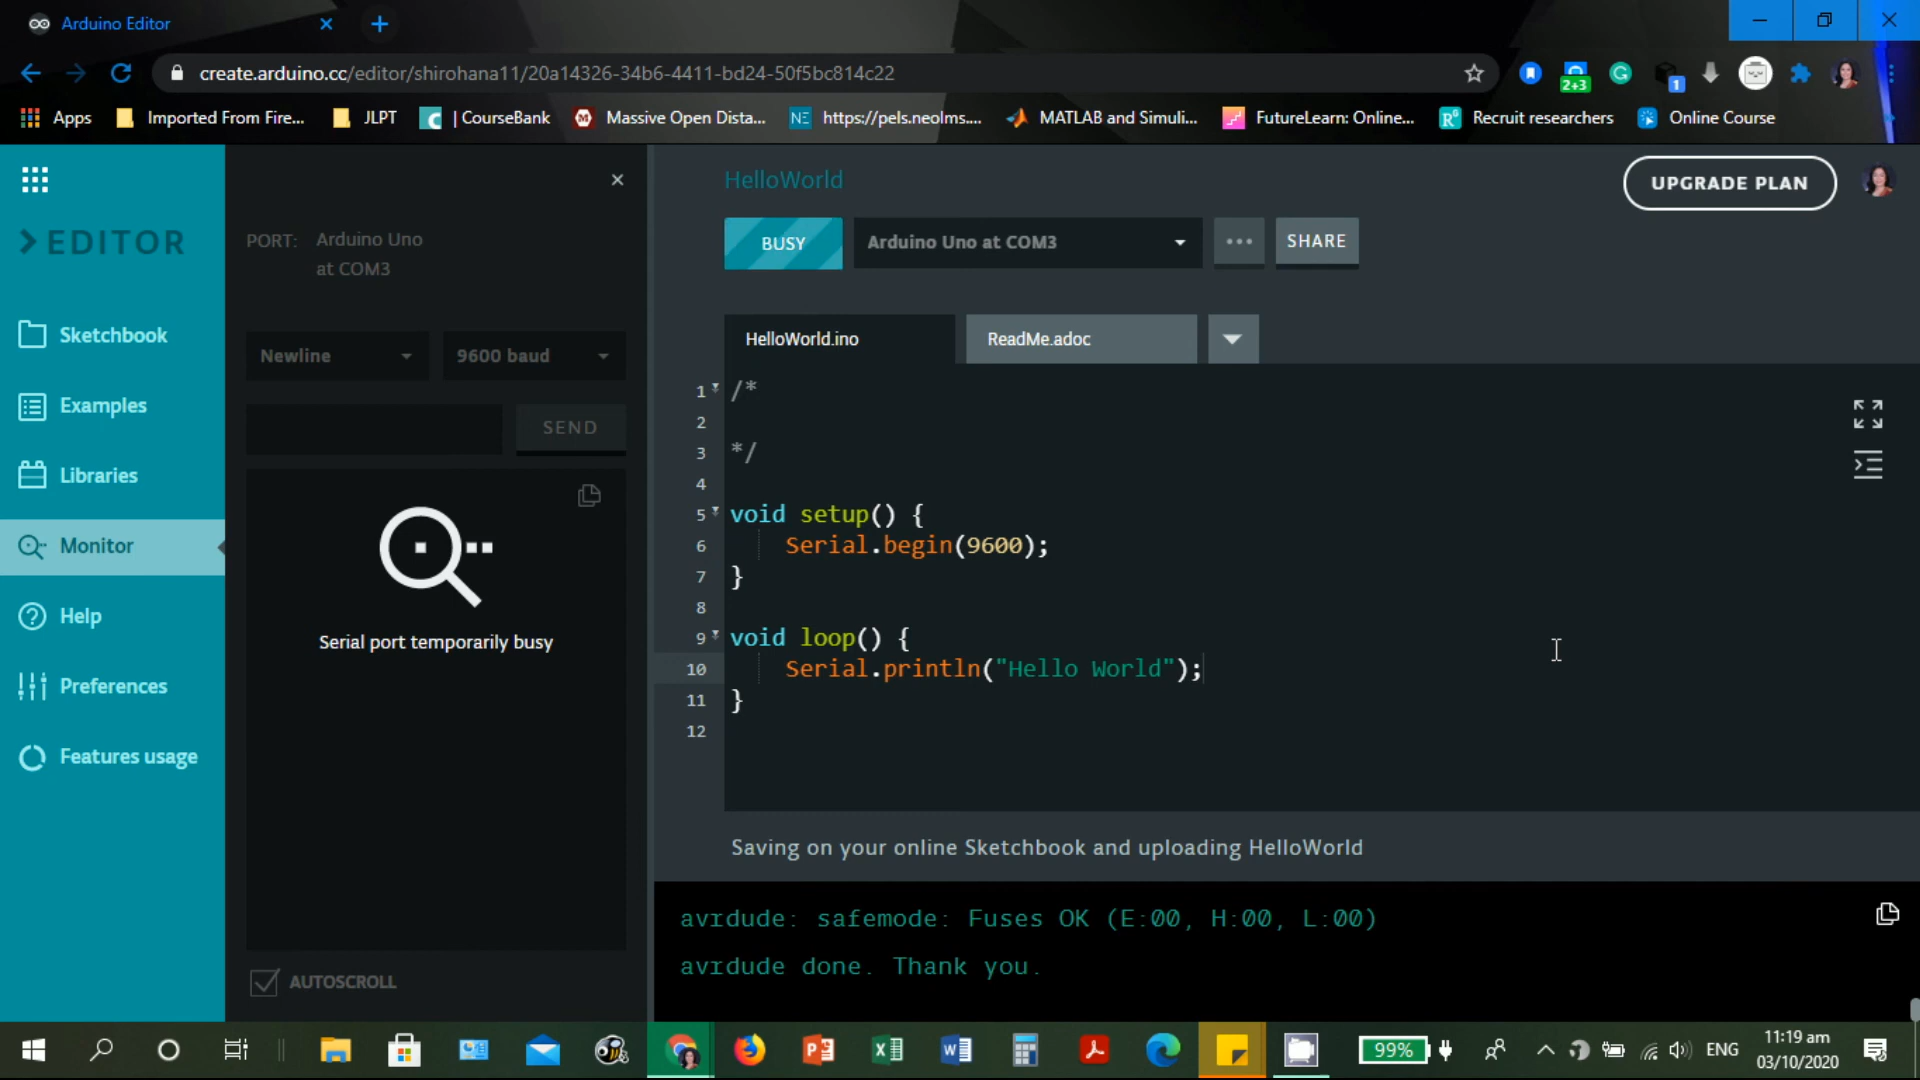 Arduino Editor
create.arduino.cc/editor/shirohana11/20a14326-34b6-4411-bd24-50f5bc814c22
2+3
1
Apps
Imported From Fire...
JLPT
| CourseBank
Massive Open Dista...
NE
https://pels.neolms....
MATLAB and Simuli...
FutureLearn: Online...
Recruit researchers
Online Course
HelloWorld
UPGRADE PLAN
EDITOR
PORT:
Arduino Uno
at COM3
BUSY
Arduino Uno at COM3
SHARE
Sketchbook
Newline
9600 baud
HelloWorld.ino
ReadMe.adoc
Examples
SEND
Libraries
Monitor
Serial port temporarily busy
Help
Preferences
Features usage
AUTOSCROLL
1 /*
2
3 */
4
5 void setup() {
6 Serial.begin(9600);
7 }
8
9 void loop() {
10 Serial.println("Hello World");
11 }
12
Saving on your online Sketchbook and uploading HelloWorld
avrdude: safemode: Fuses OK (E:00, H:00, L:00)
avrdude done. Thank you.
99%
ENG
11:19 am
03/10/2020